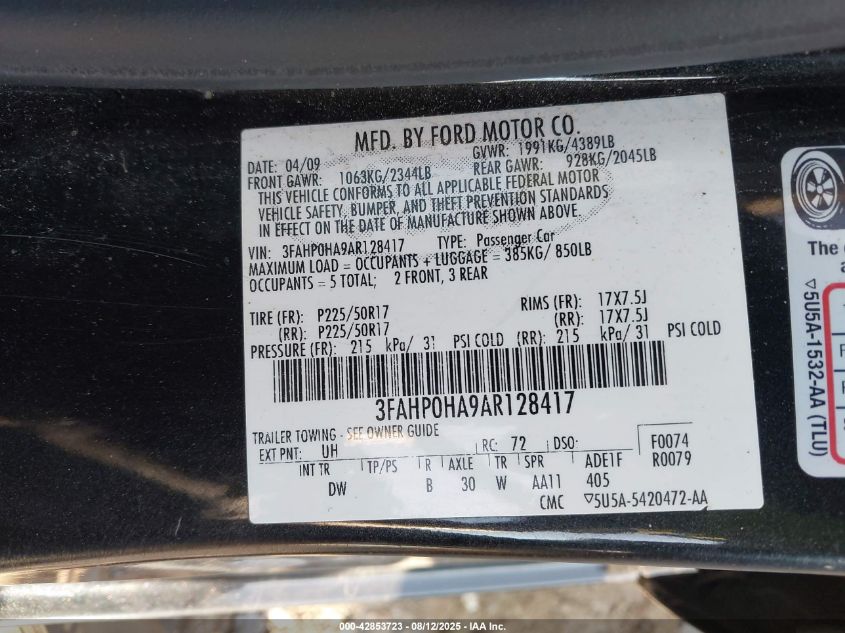 MFD. BY FORD MOTOR CO.
DATE: 04/09 GVWR: 1991KG/4389LB
FRONT GAWR: 1063KG/2344LB REAR GAWR: 928KG/2045LB
THIS VEHICLE CONFORMS TO ALL APPLICABLE FEDERAL MOTOR
VEHICLE SAFETY, BUMPER, AND THEFT PREVENTION STANDARDS
IN EFFECT ON THE DATE OF MANUFACTURE SHOWN ABOVE.
VIN: 3FAHP0HA9AR128417 TYPE: Passenger Car
MAXIMUM LOAD = OCCUPANTS + LUGGAGE = 385KG/ 850LB
OCCUPANTS = 5 TOTAL; 2 FRONT, 3 REAR
TIRE (FR): P225/50R17 RIMS (FR): 17X7.5J
(RR): P225/50R17 (RR): 17X7.5J
PRESSURE (FR): 215 kPa/ 31 PSI COLD (RR): 215 kPa/ 31 PSI COLD
3FAHP0HA9AR128417
TRAILER TOWING - SEE OWNER GUIDE
EXT PNT: UH RC: 72 DSO: F0074
INT TR TP/PS R AXLE TR SPR ADE1F R0079
DW B 30 W AA11 405
CMC ▽5U5A-5420472-AA
The
▽5U5A-1532-AA (TLU)
000-42853723 - 08/12/2025 - IAA Inc.